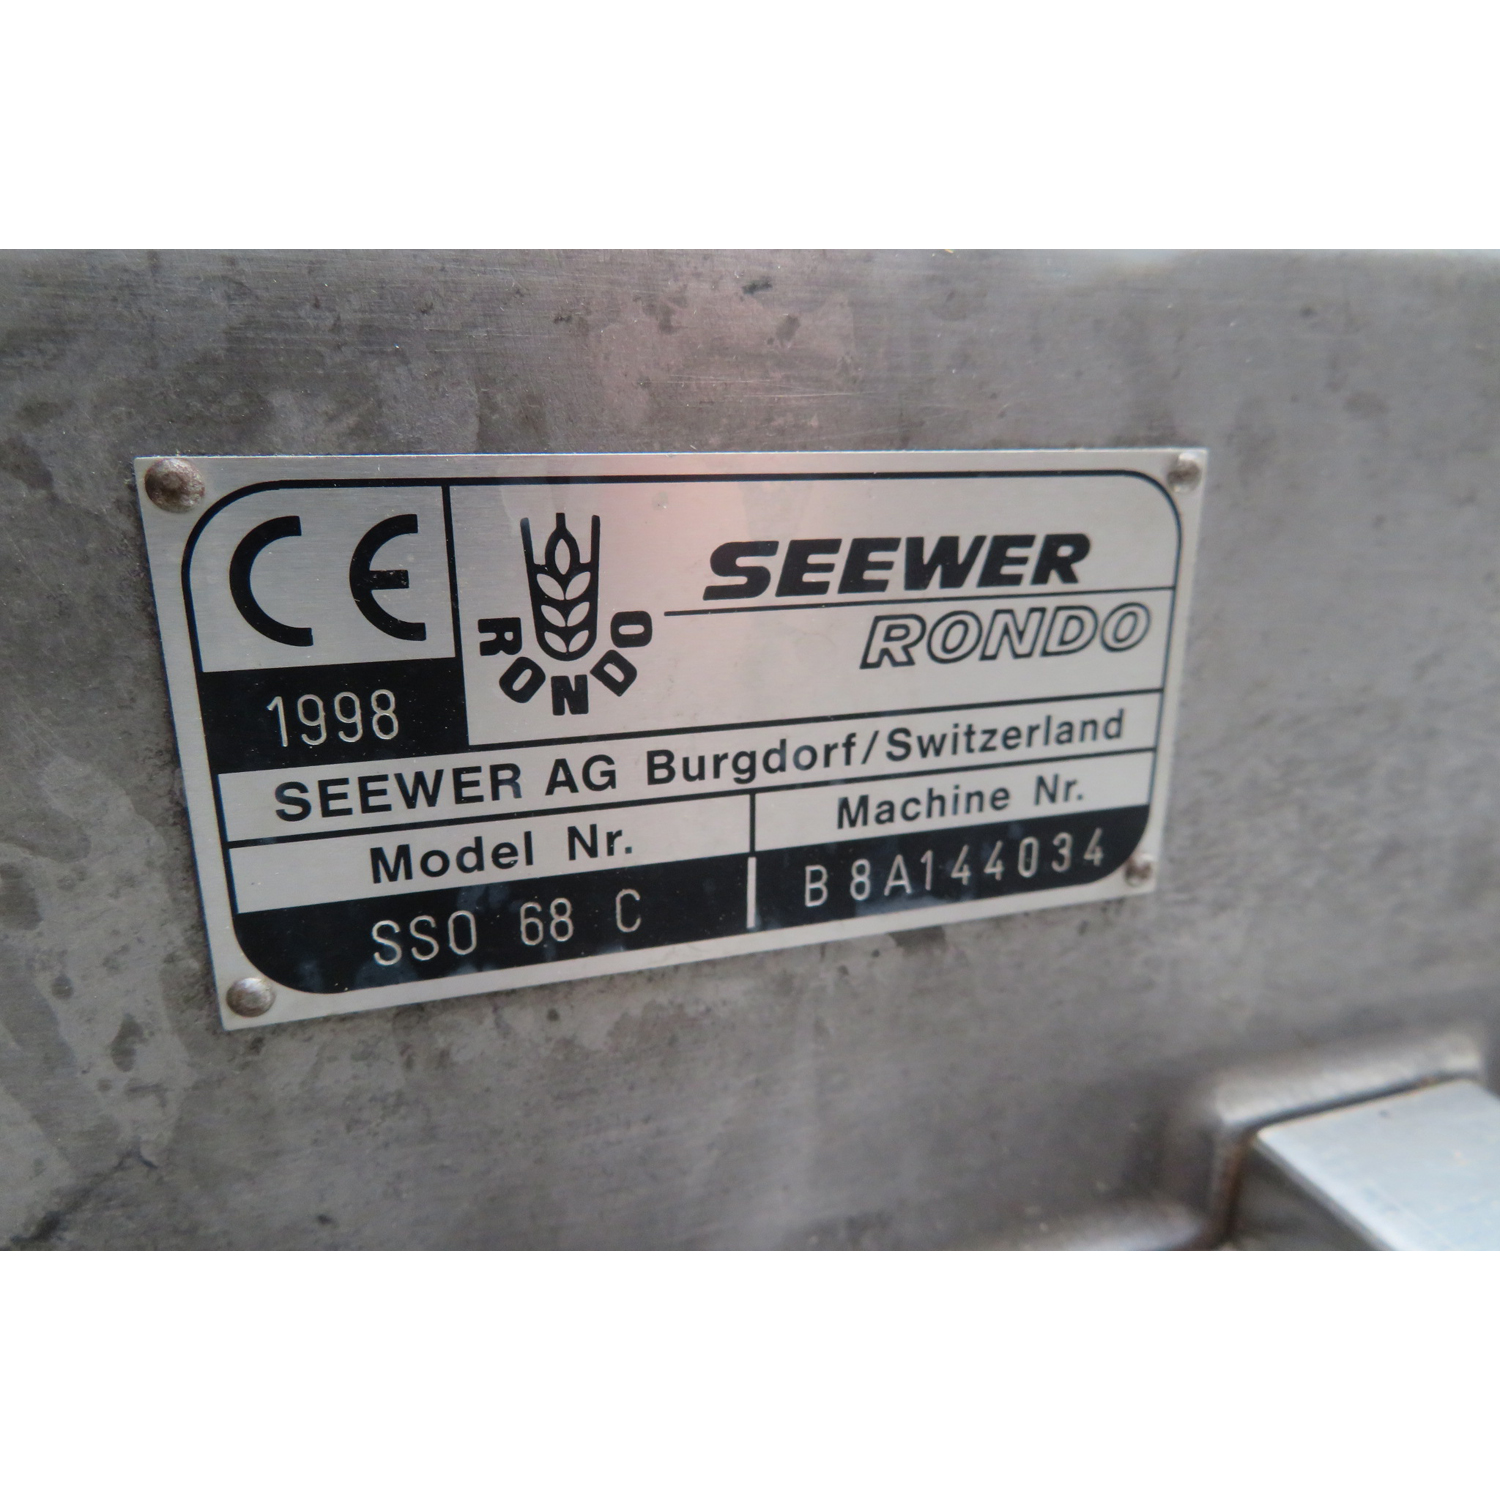 CE
1998
RONDO
SEEWER
RONDO
SEEWER AG Burgdorf/Switzerland
Model Nr.
Machine Nr.
SSO 68 C
B8A144034